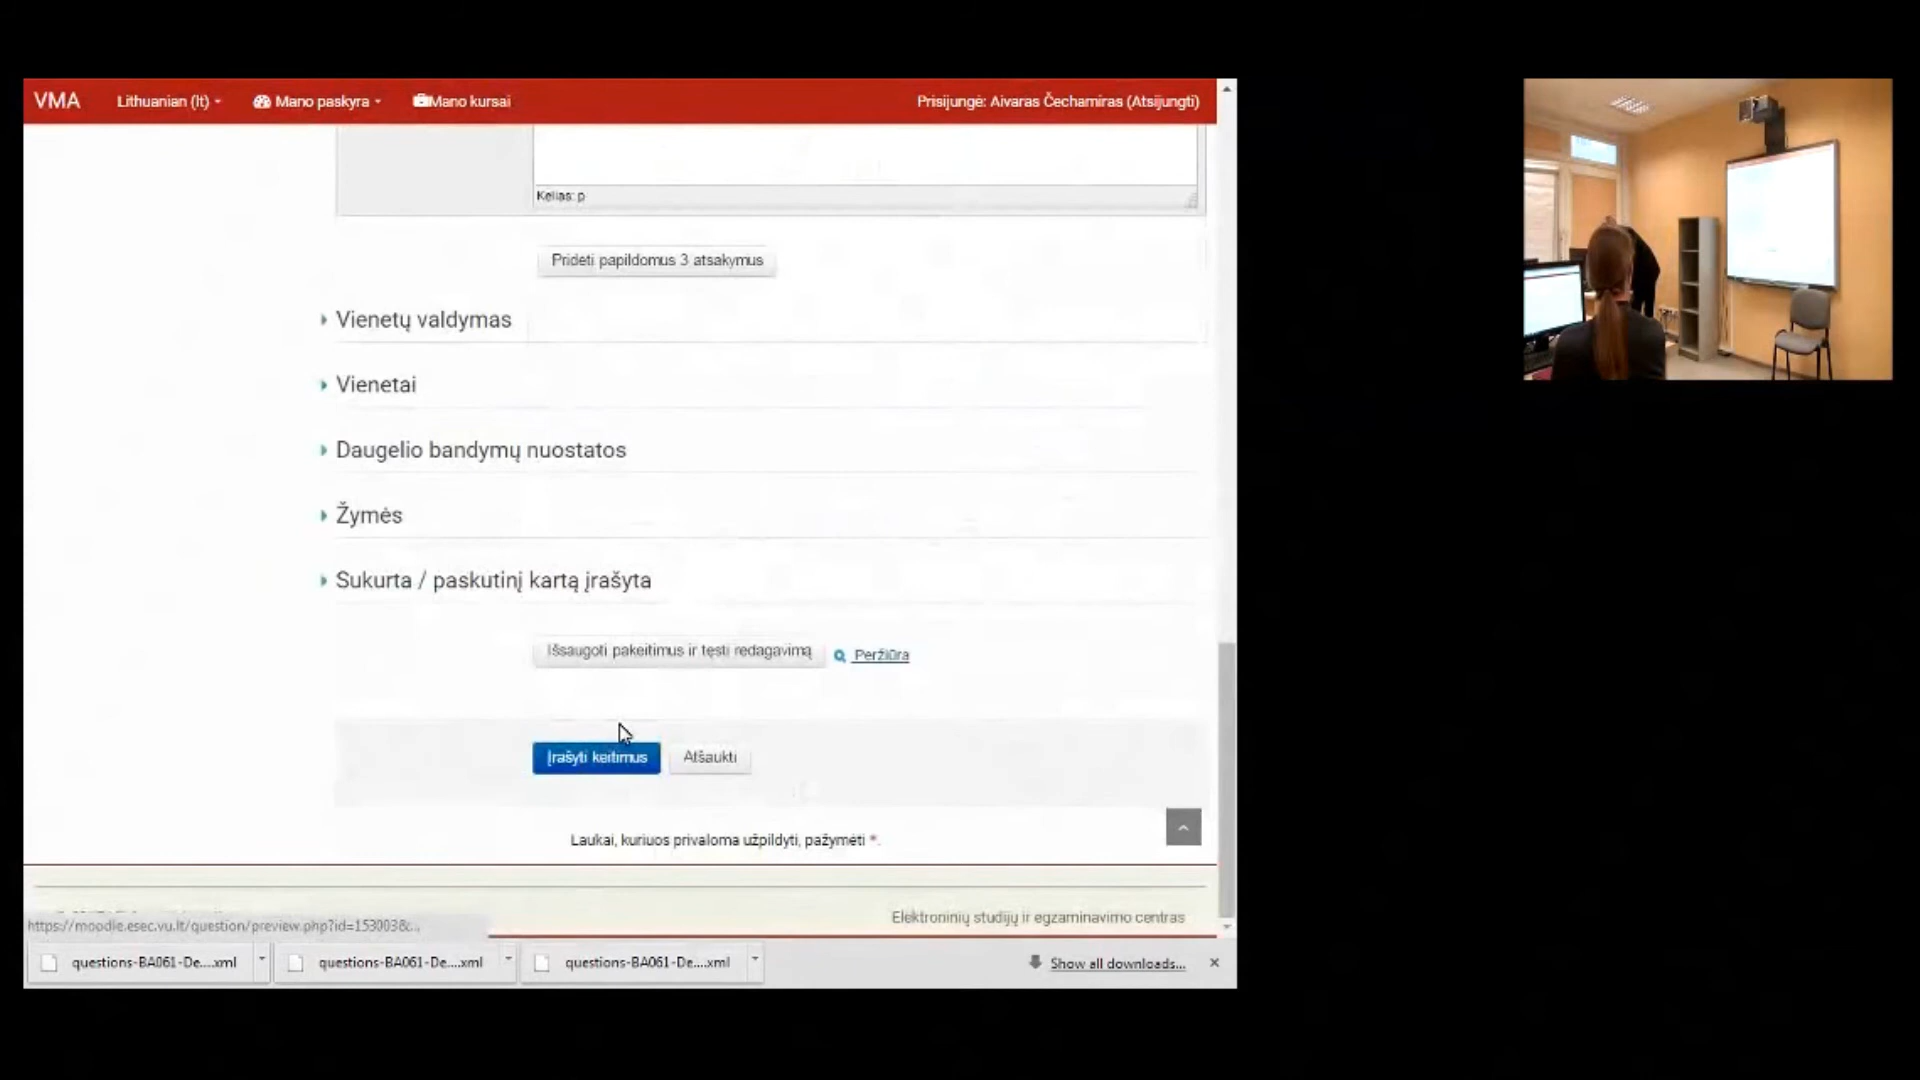 VMA Lithuanian (lt) Mano paskyra Mano kursai Prisijungė: Aivaras Čechamiras (Atsijungti)
Kelias: p
Pridėti papildomus 3 atsakymus
Vienetų valdymas
Vienetai
Daugelio bandymų nuostatos
Žymės
Sukurta / paskutinį kartą įrašyta
Išsaugoti pakeitimus ir tęsti redagavimą Peržiūra
Įrašyti keitimus Atšaukti
Laukai, kuriuos privaloma užpildyti, pažymėti *.
Elektroninių studijų ir egzaminavimo centras
https://moodle.esec.vu.lt/question/preview.php?id=153003&c...
questions-BA061-De....xml questions-BA061-De....xml questions-BA061-De....xml Show all downloads...